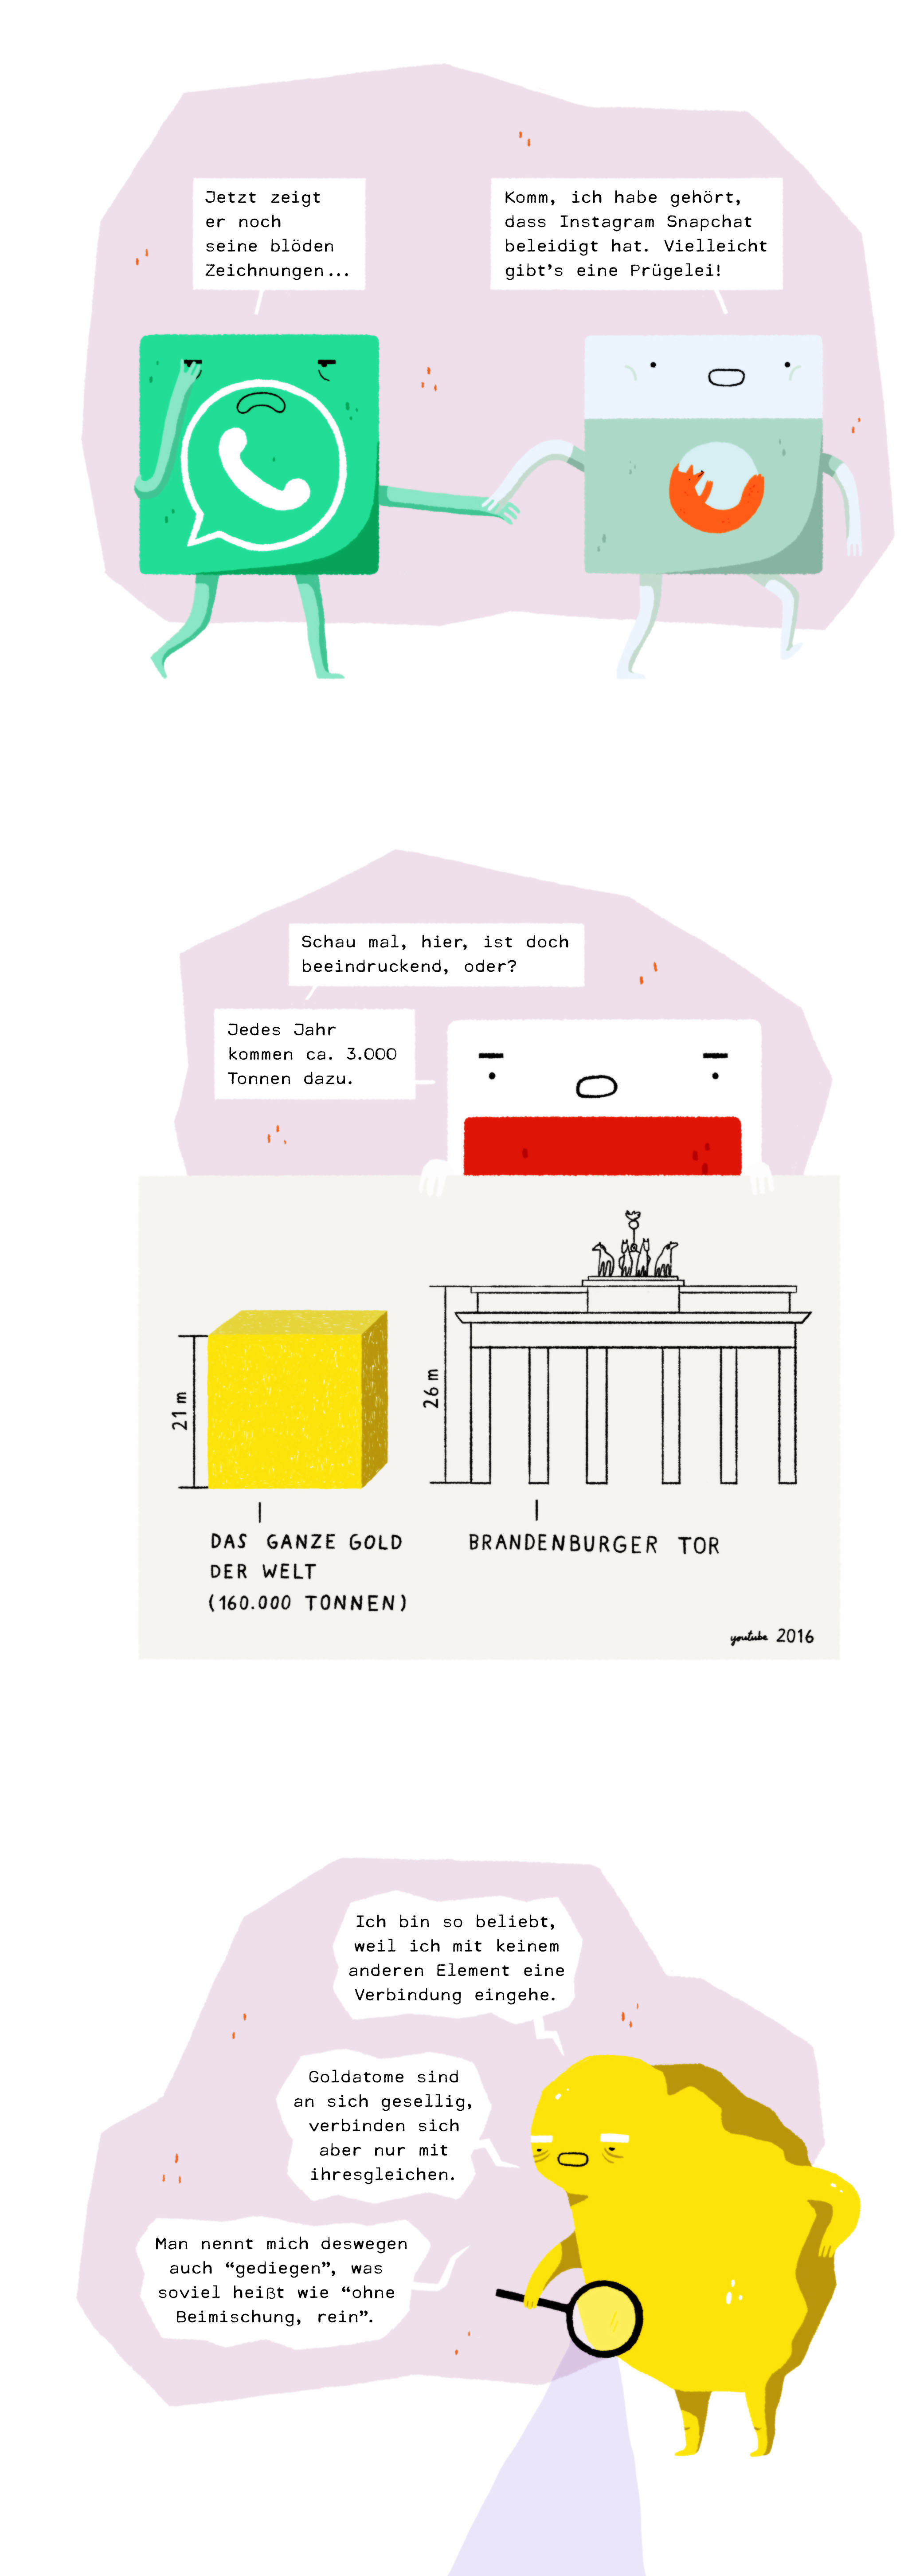 Jetzt zeigt
er noch
seine blöden
Zeichnungen...
Komm, ich habe gehört,
dass Instagram Snapchat
beleidigt hat. Vielleicht
gibt's eine Prügelei!
Schau mal, hier, ist doch
beeindruckend, oder?
Jedes Jahr
kommen ca. 3.000
Tonnen dazu.
21 m
26 m
DAS GANZE GOLD
DER WELT
(160.000 TONNEN)
BRANDENBURGER TOR
youtube 2016
Ich bin so beliebt,
weil ich mit keinem
anderen Element eine
Verbindung eingehe.
Goldatome sind
an sich gesellig,
verbinden sich
aber nur mit
ihresgleichen.
Man nennt mich deswegen
auch “gediegen”, was
soviel heißt wie “ohne
Beimischung, rein”.